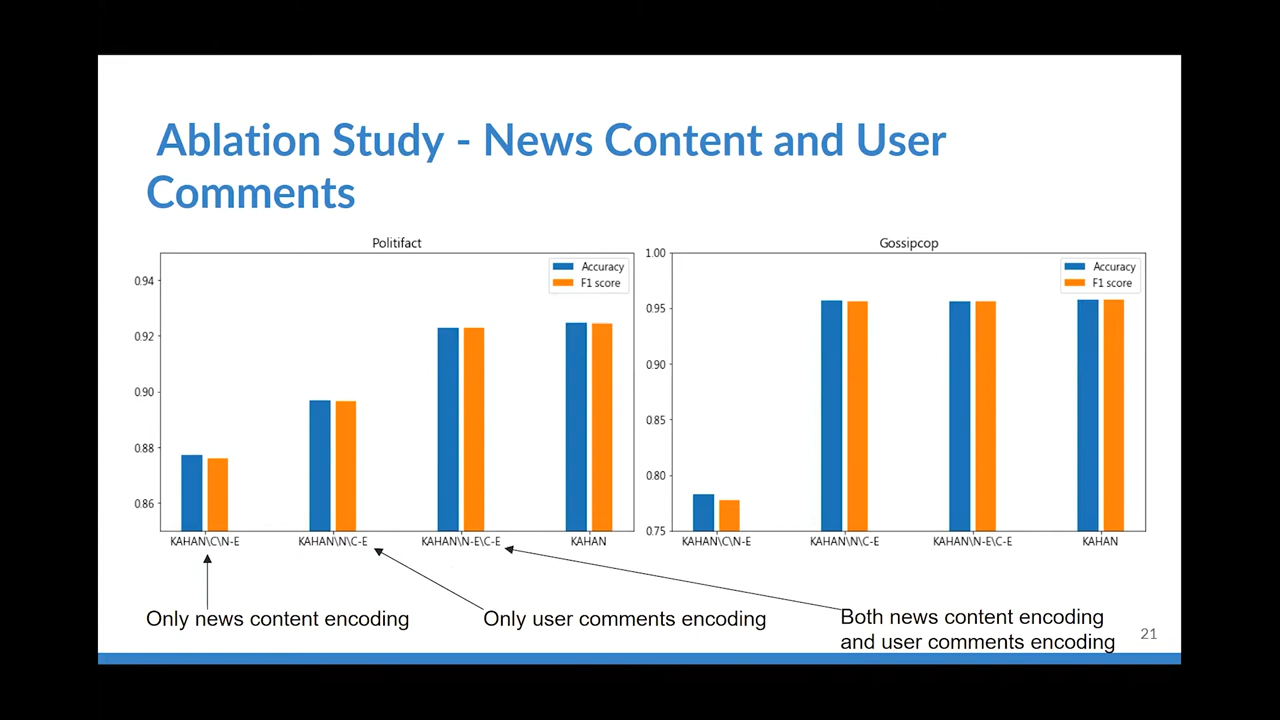 Ablation Study - News Content and User
Comments
Politifact
Accuracy
F1 score
0.94
0.92
0.90
0.88
0.86
KAHAN\C\N-E
KAHAN\N\C-E
KAHAN\N-E\C-E
KAHAN
Gossipcop
Accuracy
F1 score
1.00
0.95
0.90
0.85
0.80
0.75
KAHAN\C\N-E
KAHAN\N\C-E
KAHAN\N-E\C-E
KAHAN
Only news content encoding
Only user comments encoding
Both news content encoding
and user comments encoding
21